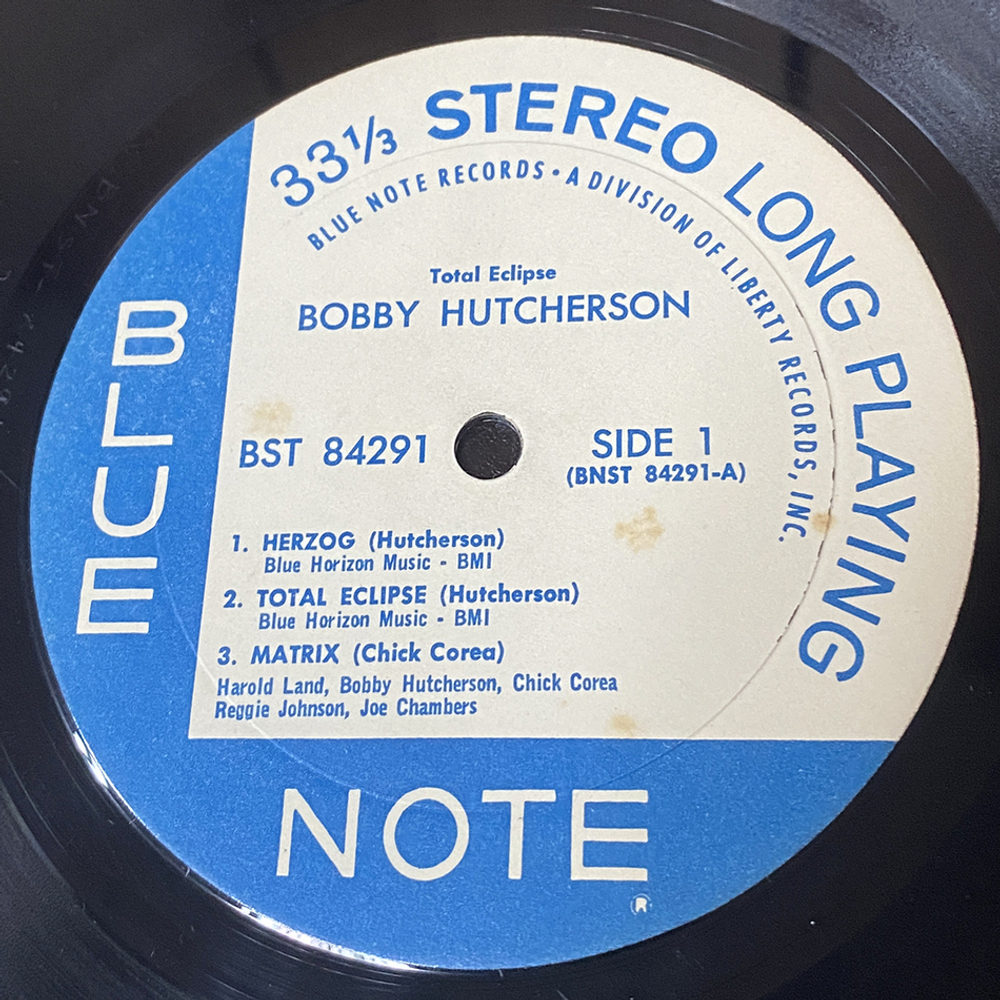 33 1/3 STEREO LONG PLAYING
BLUE NOTE RECORDS • A DIVISION OF LIBERTY RECORDS, INC.
Total Eclipse
BOBBY HUTCHERSON
BST 84291
SIDE 1
(BNST 84291-A)
1. HERZOG (Hutcherson)
Blue Horizon Music - BMI
2. TOTAL ECLIPSE (Hutcherson)
Blue Horizon Music - BMI
3. MATRIX (Chick Corea)
Harold Land, Bobby Hutcherson, Chick Corea
Reggie Johnson, Joe Chambers
BLUE
NOTE
®